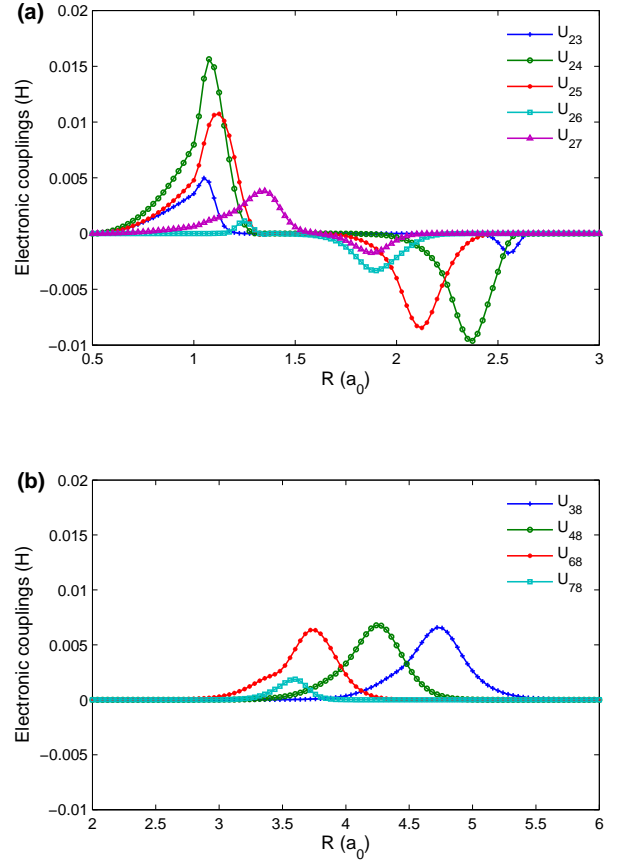 (a)
0.02
0.015
0.01
0.005
0
−0.005
−0.01
Electronic couplings (H)
0.5 1 1.5 2 2.5 3
R (a₀)
U₂₃
U₂₄
U₂₅
U₂₆
U₂₇
(b)
0.02
0.015
0.01
0.005
0
−0.005
−0.01
Electronic couplings (H)
2 2.5 3 3.5 4 4.5 5 5.5 6
R (a₀)
U₃₈
U₄₈
U₆₈
U₇₈